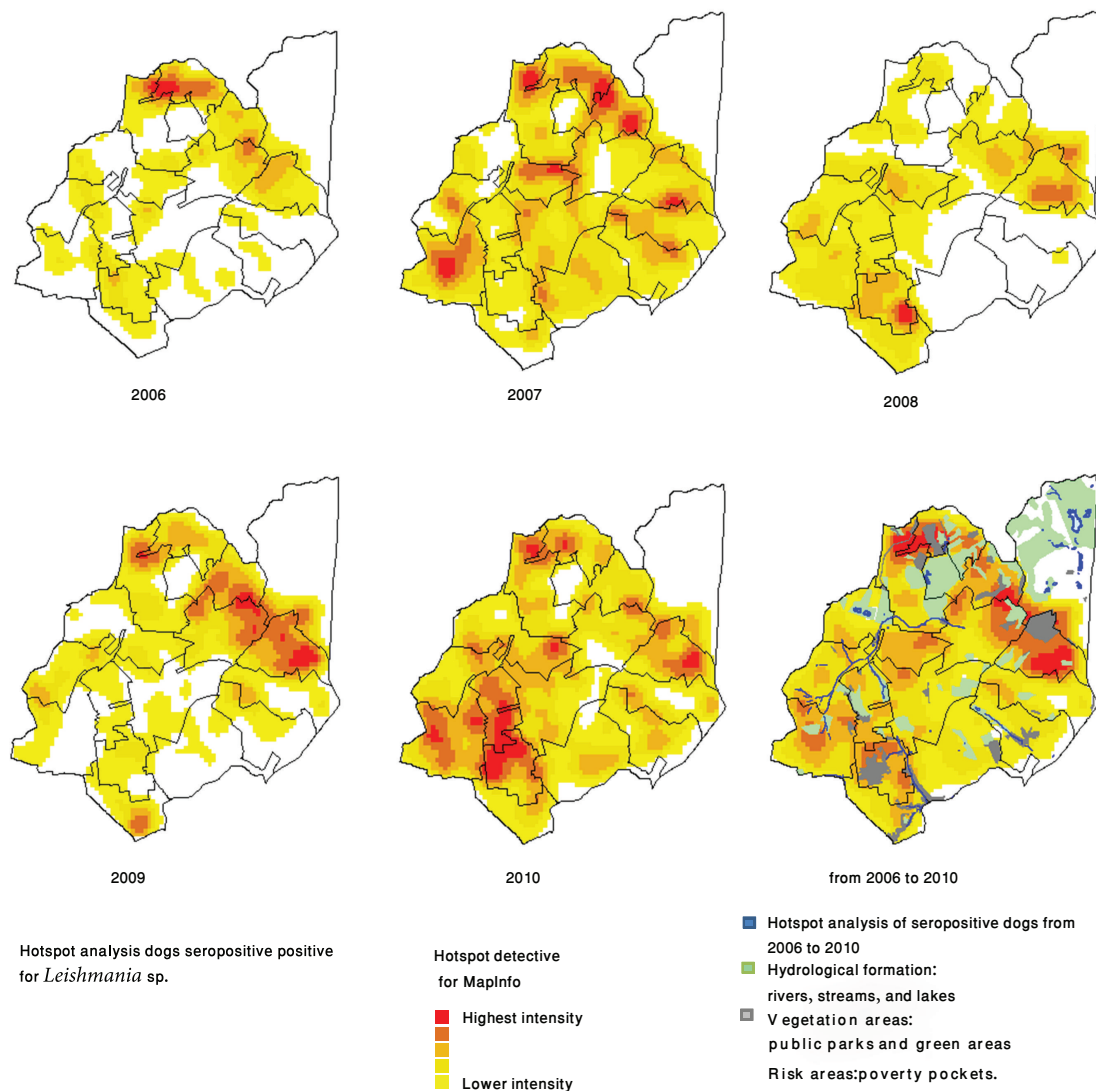 2006
2007
2008
2009
2010
from 2006 to 2010
Hotspot analysis dogs seropositive positive
for Leishmania sp.
Hotspot detective
for MapInfo
Highest intensity
Lower intensity
Hotspot analysis of seropositive dogs from
2006 to 2010
Hydrological formation:
rivers, streams, and lakes
Vegetation areas:
public parks and green areas
Risk areas:poverty pockets.